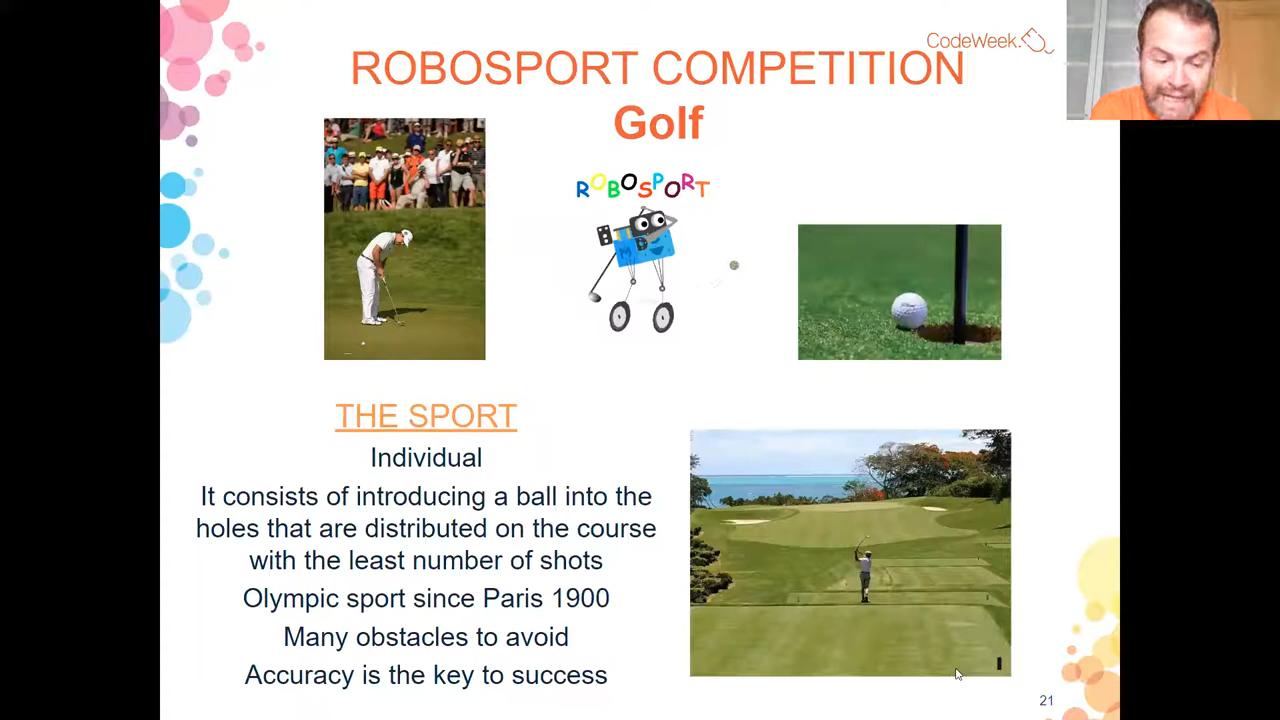 CodeWeek.
ROBOSPORT COMPETITION
Golf
ROBOSPORT
THE SPORT
Individual
It consists of introducing a ball into the
holes that are distributed on the course
with the least number of shots
Olympic sport since Paris 1900
Many obstacles to avoid
Accuracy is the key to success
21